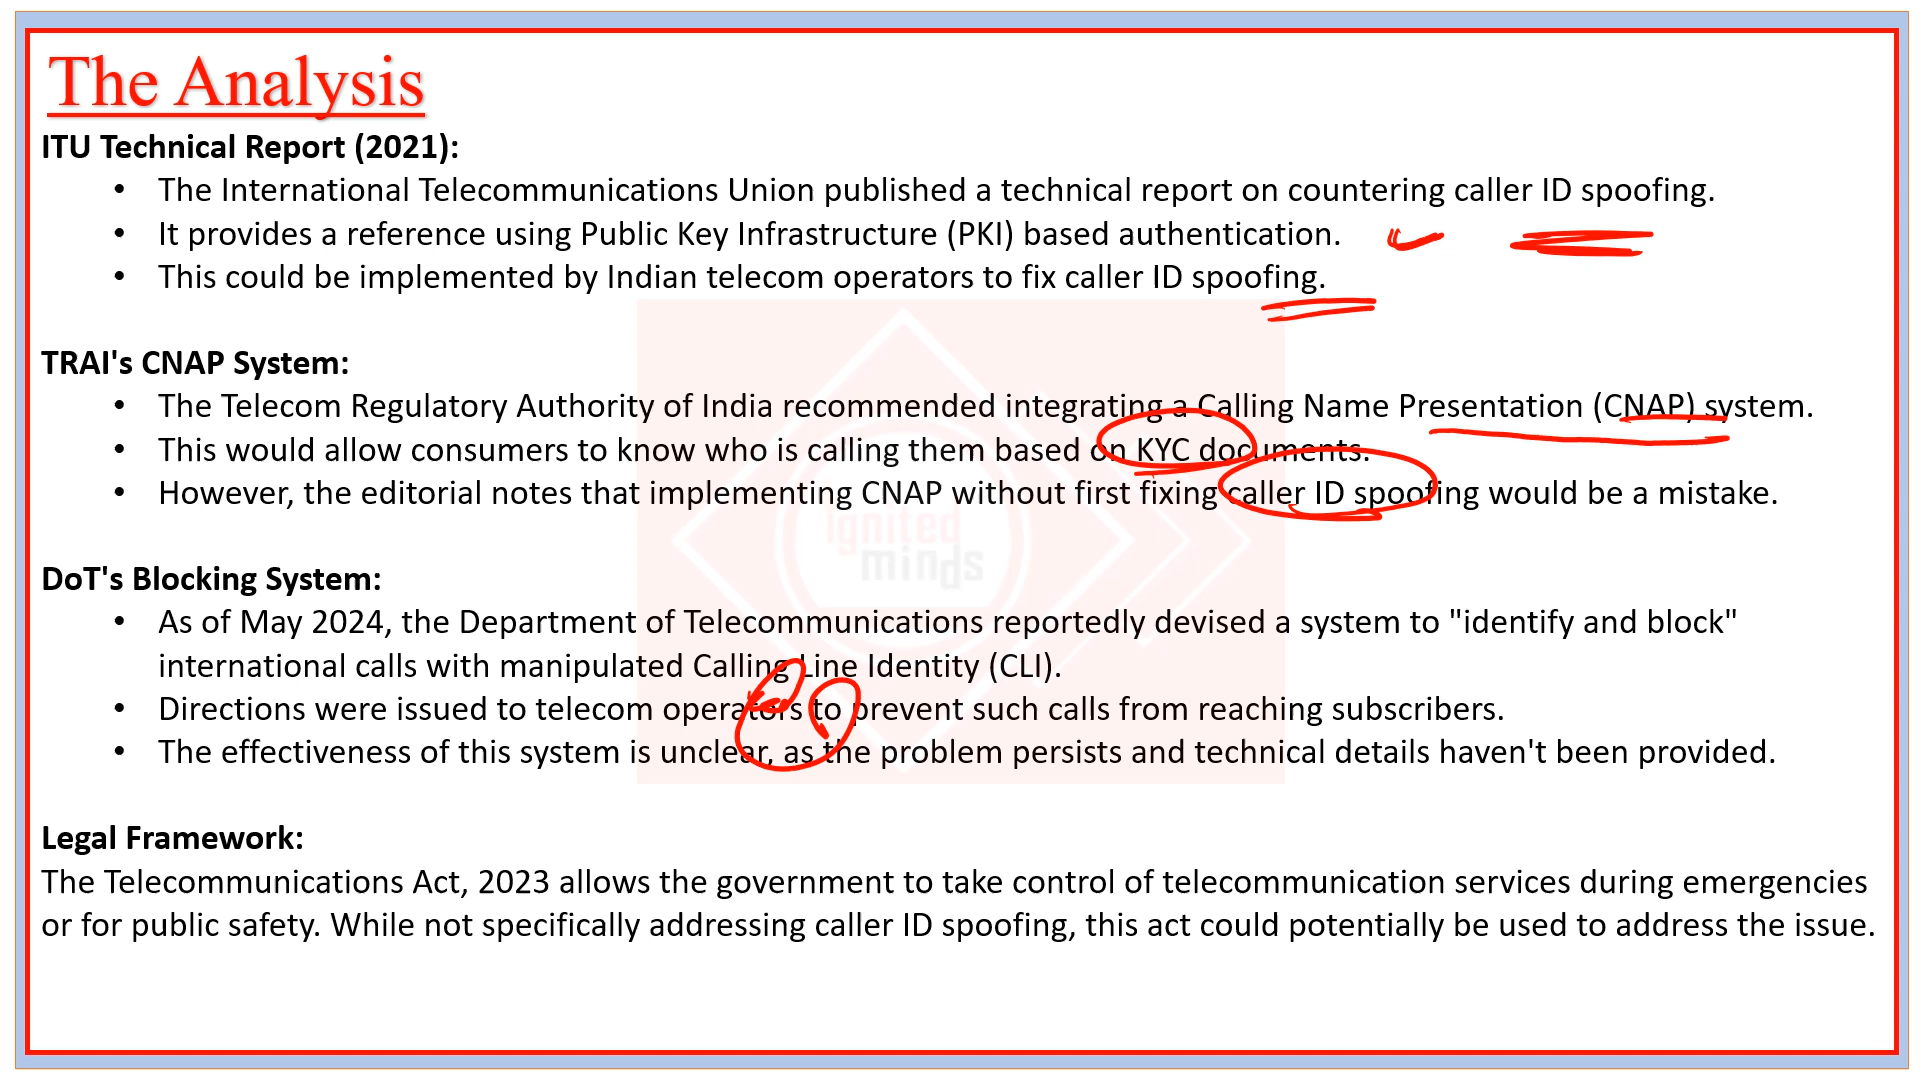 The Analysis
ITU Technical Report (2021):
• The International Telecommunications Union published a technical report on countering caller ID spoofing.
• It provides a reference using Public Key Infrastructure (PKI) based authentication.
• This could be implemented by Indian telecom operators to fix caller ID spoofing.
TRAI's CNAP System:
• The Telecom Regulatory Authority of India recommended integrating a Calling Name Presentation (CNAP) system.
• This would allow consumers to know who is calling them based on KYC documents.
• However, the editorial notes that implementing CNAP without first fixing caller ID spoofing would be a mistake.
ignited
minds
DoT's Blocking System:
• As of May 2024, the Department of Telecommunications reportedly devised a system to "identify and block"
international calls with manipulated Calling Line Identity (CLI).
• Directions were issued to telecom operators to prevent such calls from reaching subscribers.
• The effectiveness of this system is unclear, as the problem persists and technical details haven't been provided.
Legal Framework:
The Telecommunications Act, 2023 allows the government to take control of telecommunication services during emergencies
or for public safety. While not specifically addressing caller ID spoofing, this act could potentially be used to address the issue.